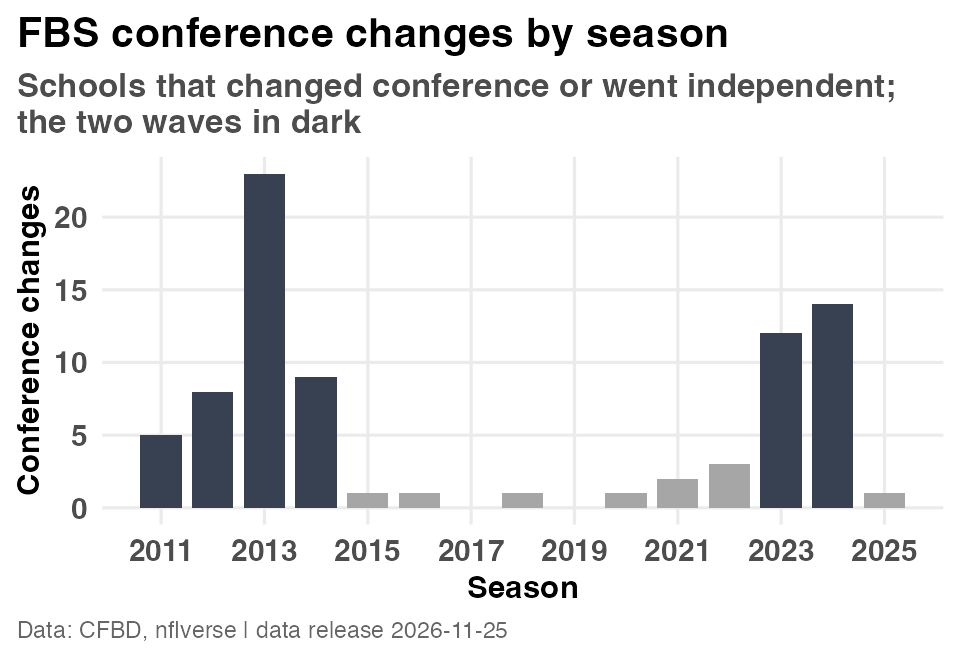 FBS conference changes by season
Schools that changed conference or went independent;
the two waves in dark
Conference changes
20
15
10
5
0
2011 2013 2015 2017 2019 2021 2023 2025
Season
Data: CFBD, nflverse | data release 2026-11-25